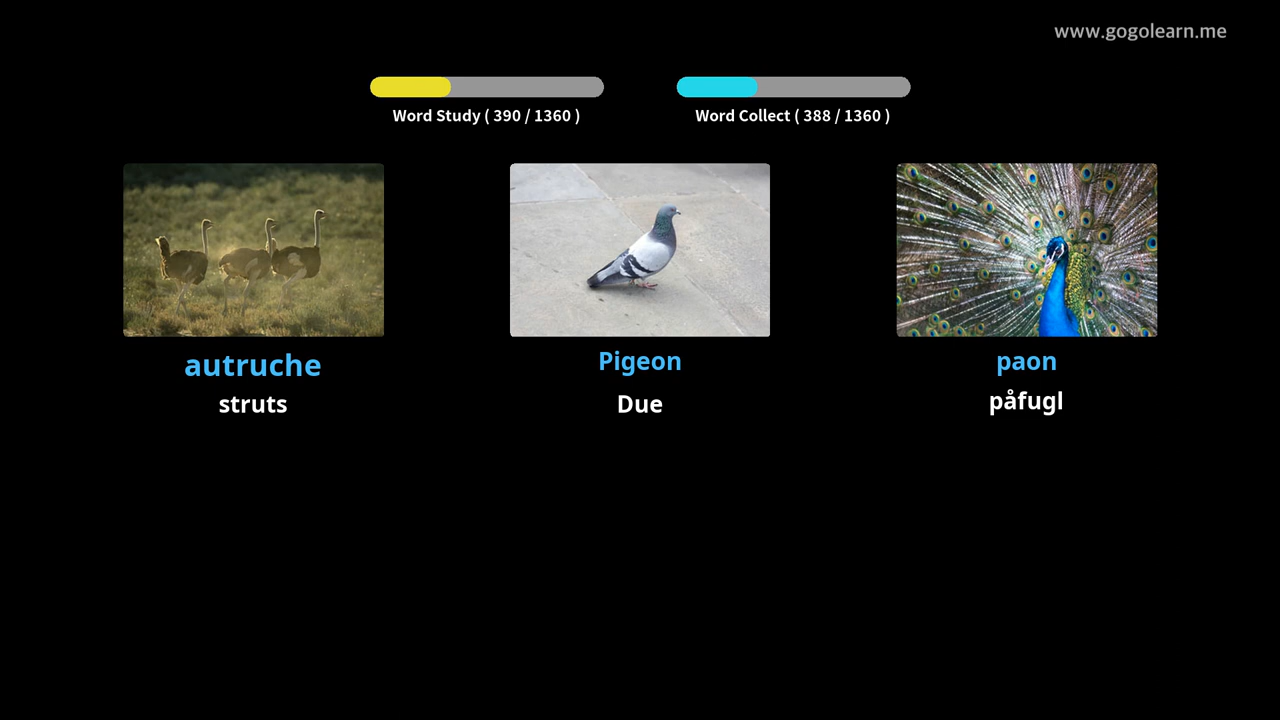 www.gogolearn.me
Word Study ( 390 / 1360 )
Word Collect ( 388 / 1360 )
autruche
struts
Pigeon
Due
paon
påfugl